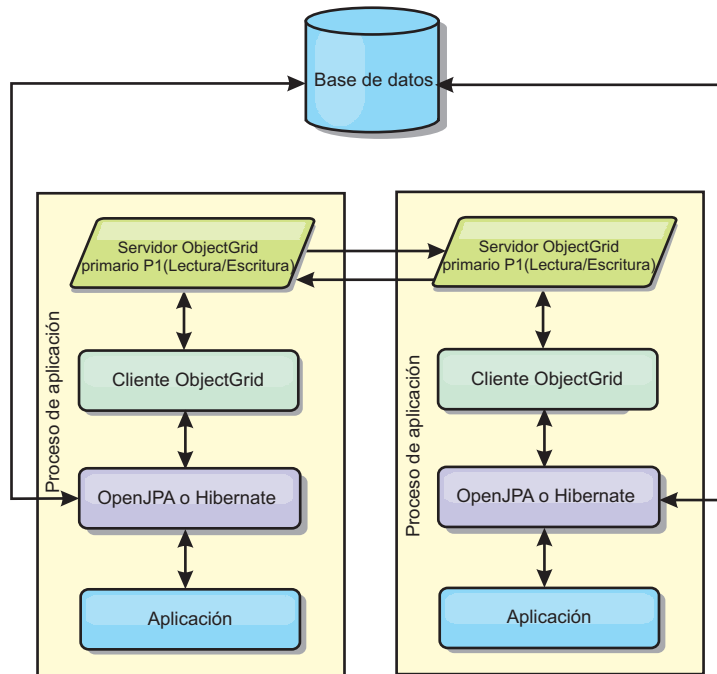 Base de datos
Servidor ObjectGrid
primario P1(Lectura/Escritura)
Cliente ObjectGrid
OpenJPA o Hibernate
Aplicación
Proceso de aplicación
Servidor ObjectGrid
primario P1(Lectura/Escritura)
Cliente ObjectGrid
OpenJPA o Hibernate
Aplicación
Proceso de aplicación